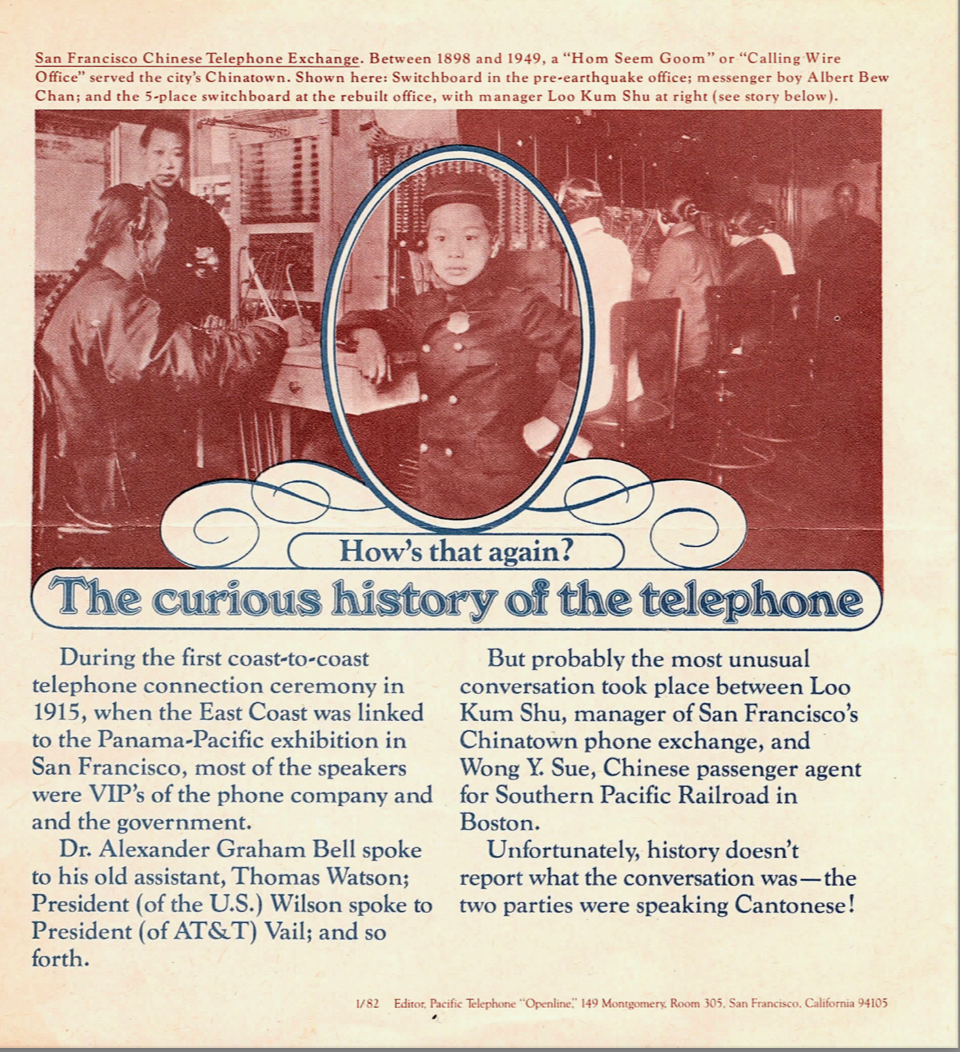 San Francisco Chinese Telephone Exchange. Between 1898 and 1949, a “Hom Seem Goom” or “Calling Wire
Office” served the city's Chinatown. Shown here: Switchboard in the pre-earthquake office; messenger boy Albert Bew
Chan; and the 5-place switchboard at the rebuilt office, with manager Loo Kum Shu at right (see story below).
How's that again?
The curious history of the telephone
During the first coast-to-coast
telephone connection ceremony in
1915, when the East Coast was linked
to the Panama-Pacific exhibition in
San Francisco, most of the speakers
were VIP's of the phone company and
and the government.
Dr. Alexander Graham Bell spoke
to his old assistant, Thomas Watson;
President (of the U.S.) Wilson spoke to
President (of AT&T) Vail; and so
forth.
But probably the most unusual
conversation took place between Loo
Kum Shu, manager of San Francisco's
Chinatown phone exchange, and
Wong Y. Sue, Chinese passenger agent
for Southern Pacific Railroad in
Boston.
Unfortunately, history doesn't
report what the conversation was—the
two parties were speaking Cantonese!
1/82 Editor, Pacific Telephone “Openline,” 149 Montgomery, Room 305, San Francisco, California 94105